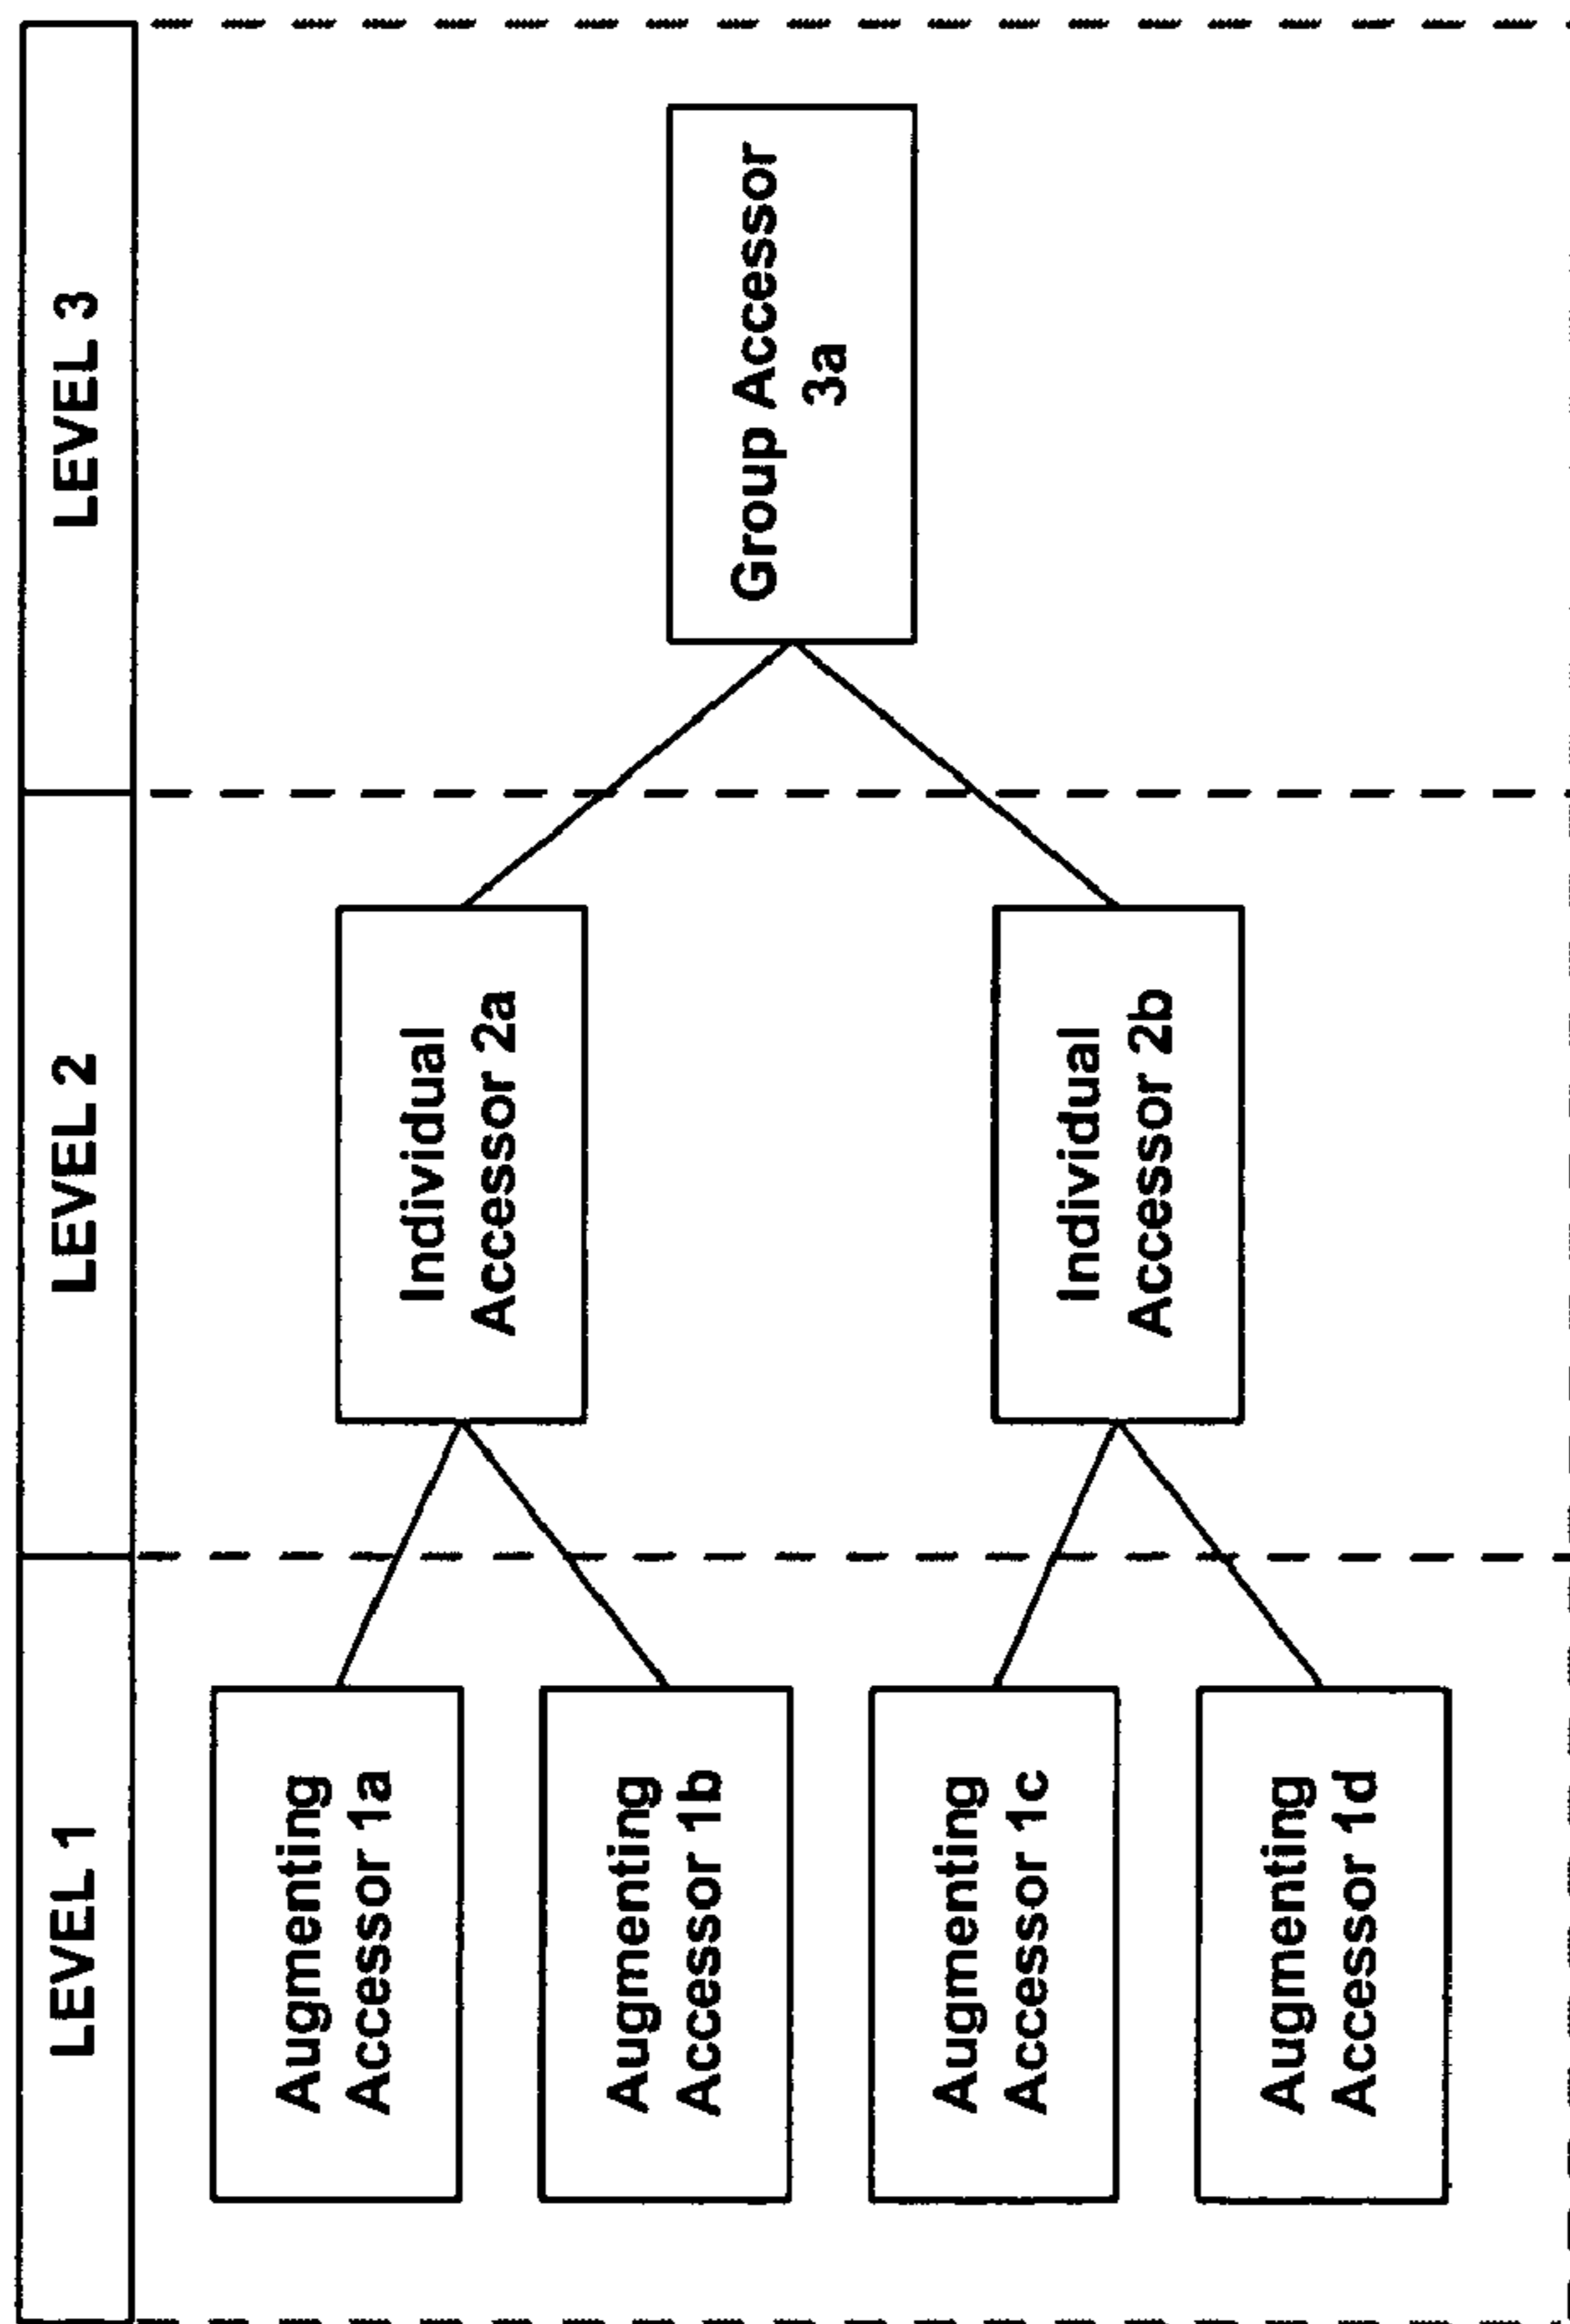 LEVEL 1
LEVEL 2
LEVEL 3
Augmenting
Accessor 1a
Augmenting
Accessor 1b
Augmenting
Accessor 1c
Augmenting
Accessor 1d
Individual
Accessor 2a
Individual
Accessor 2b
Group Accessor
3a